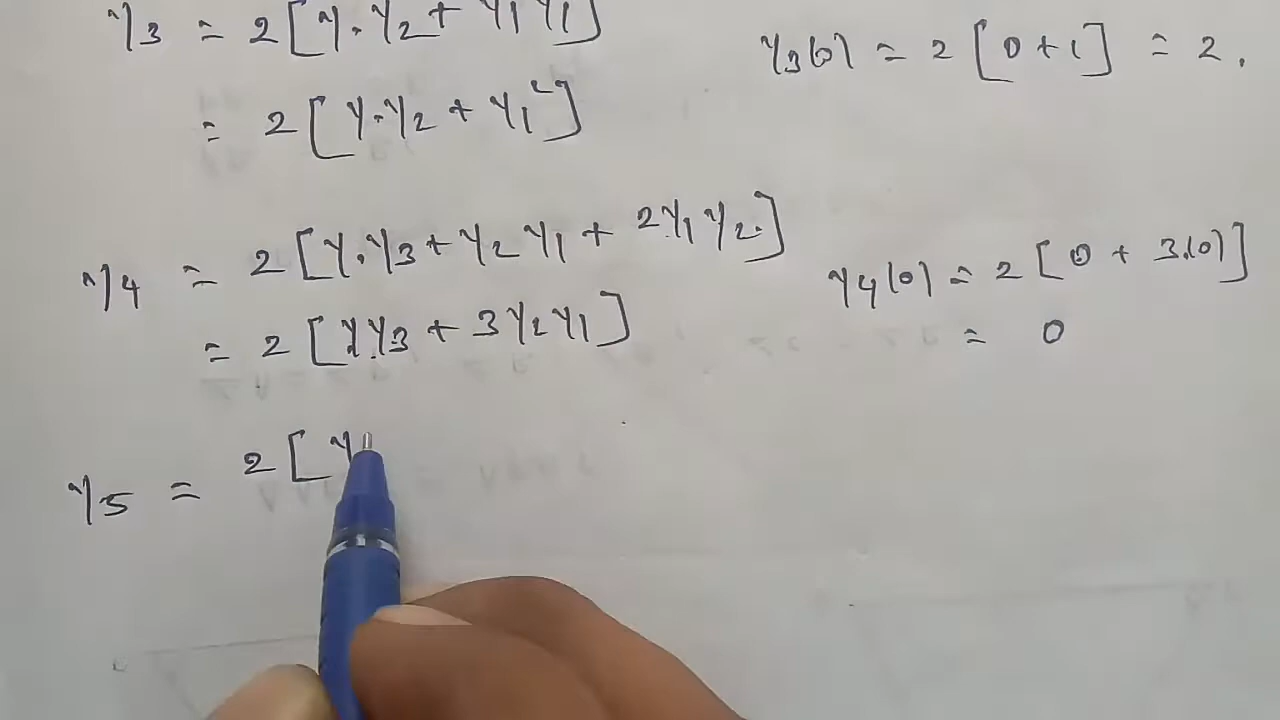 y3 = 2[y.y2 + y1y1]
y3(0) = 2[0+1] = 2.
= 2[y.y2 + y1²]
y4 = 2[y.y3 + y2y1 + 2y1y2.]
y4(0) = 2[0 + 3.(0)]
= 2[yy3 + 3y2y1]
= 0
y5 = 2[y